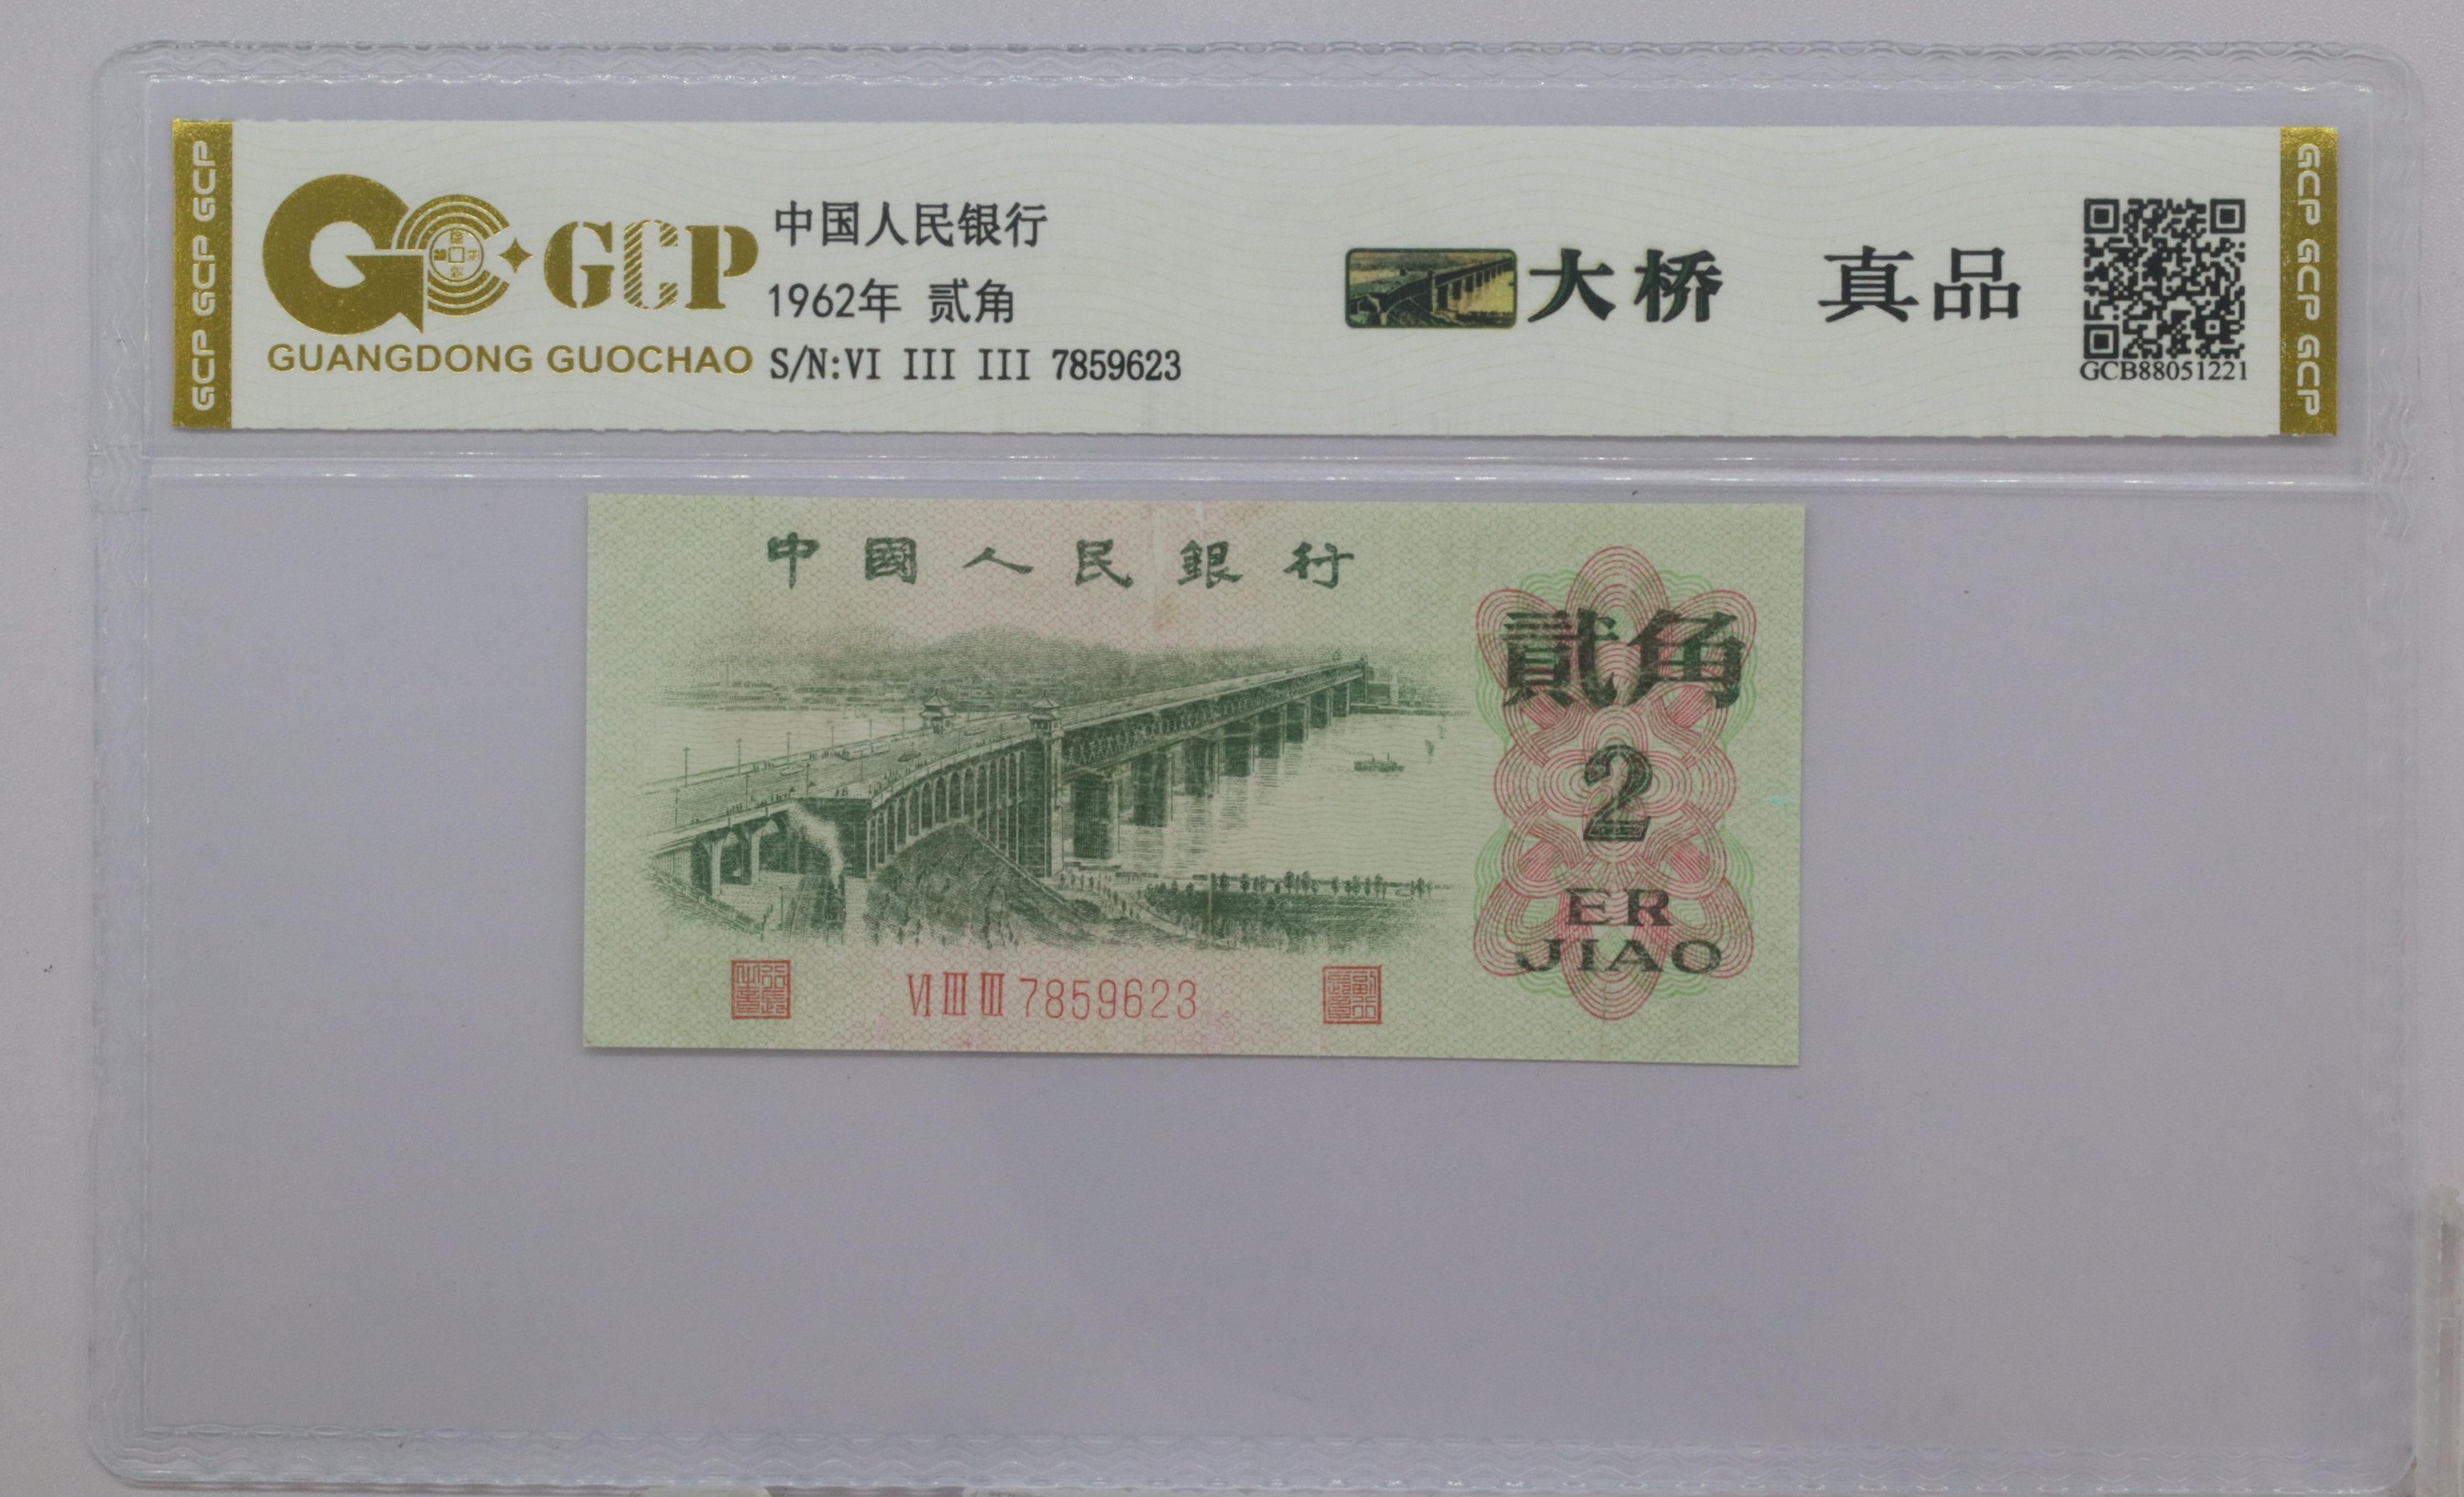 GCP GCP GCP
GCP
GUANGDONG GUOCHAO
中国人民银行
1962年 贰角
S/N:VI III III 7859623
大桥 真品
GCB88051221
GCP GCP GCP
中國人民銀行
貳角
2
ER
JIAO
VI III III 7859623